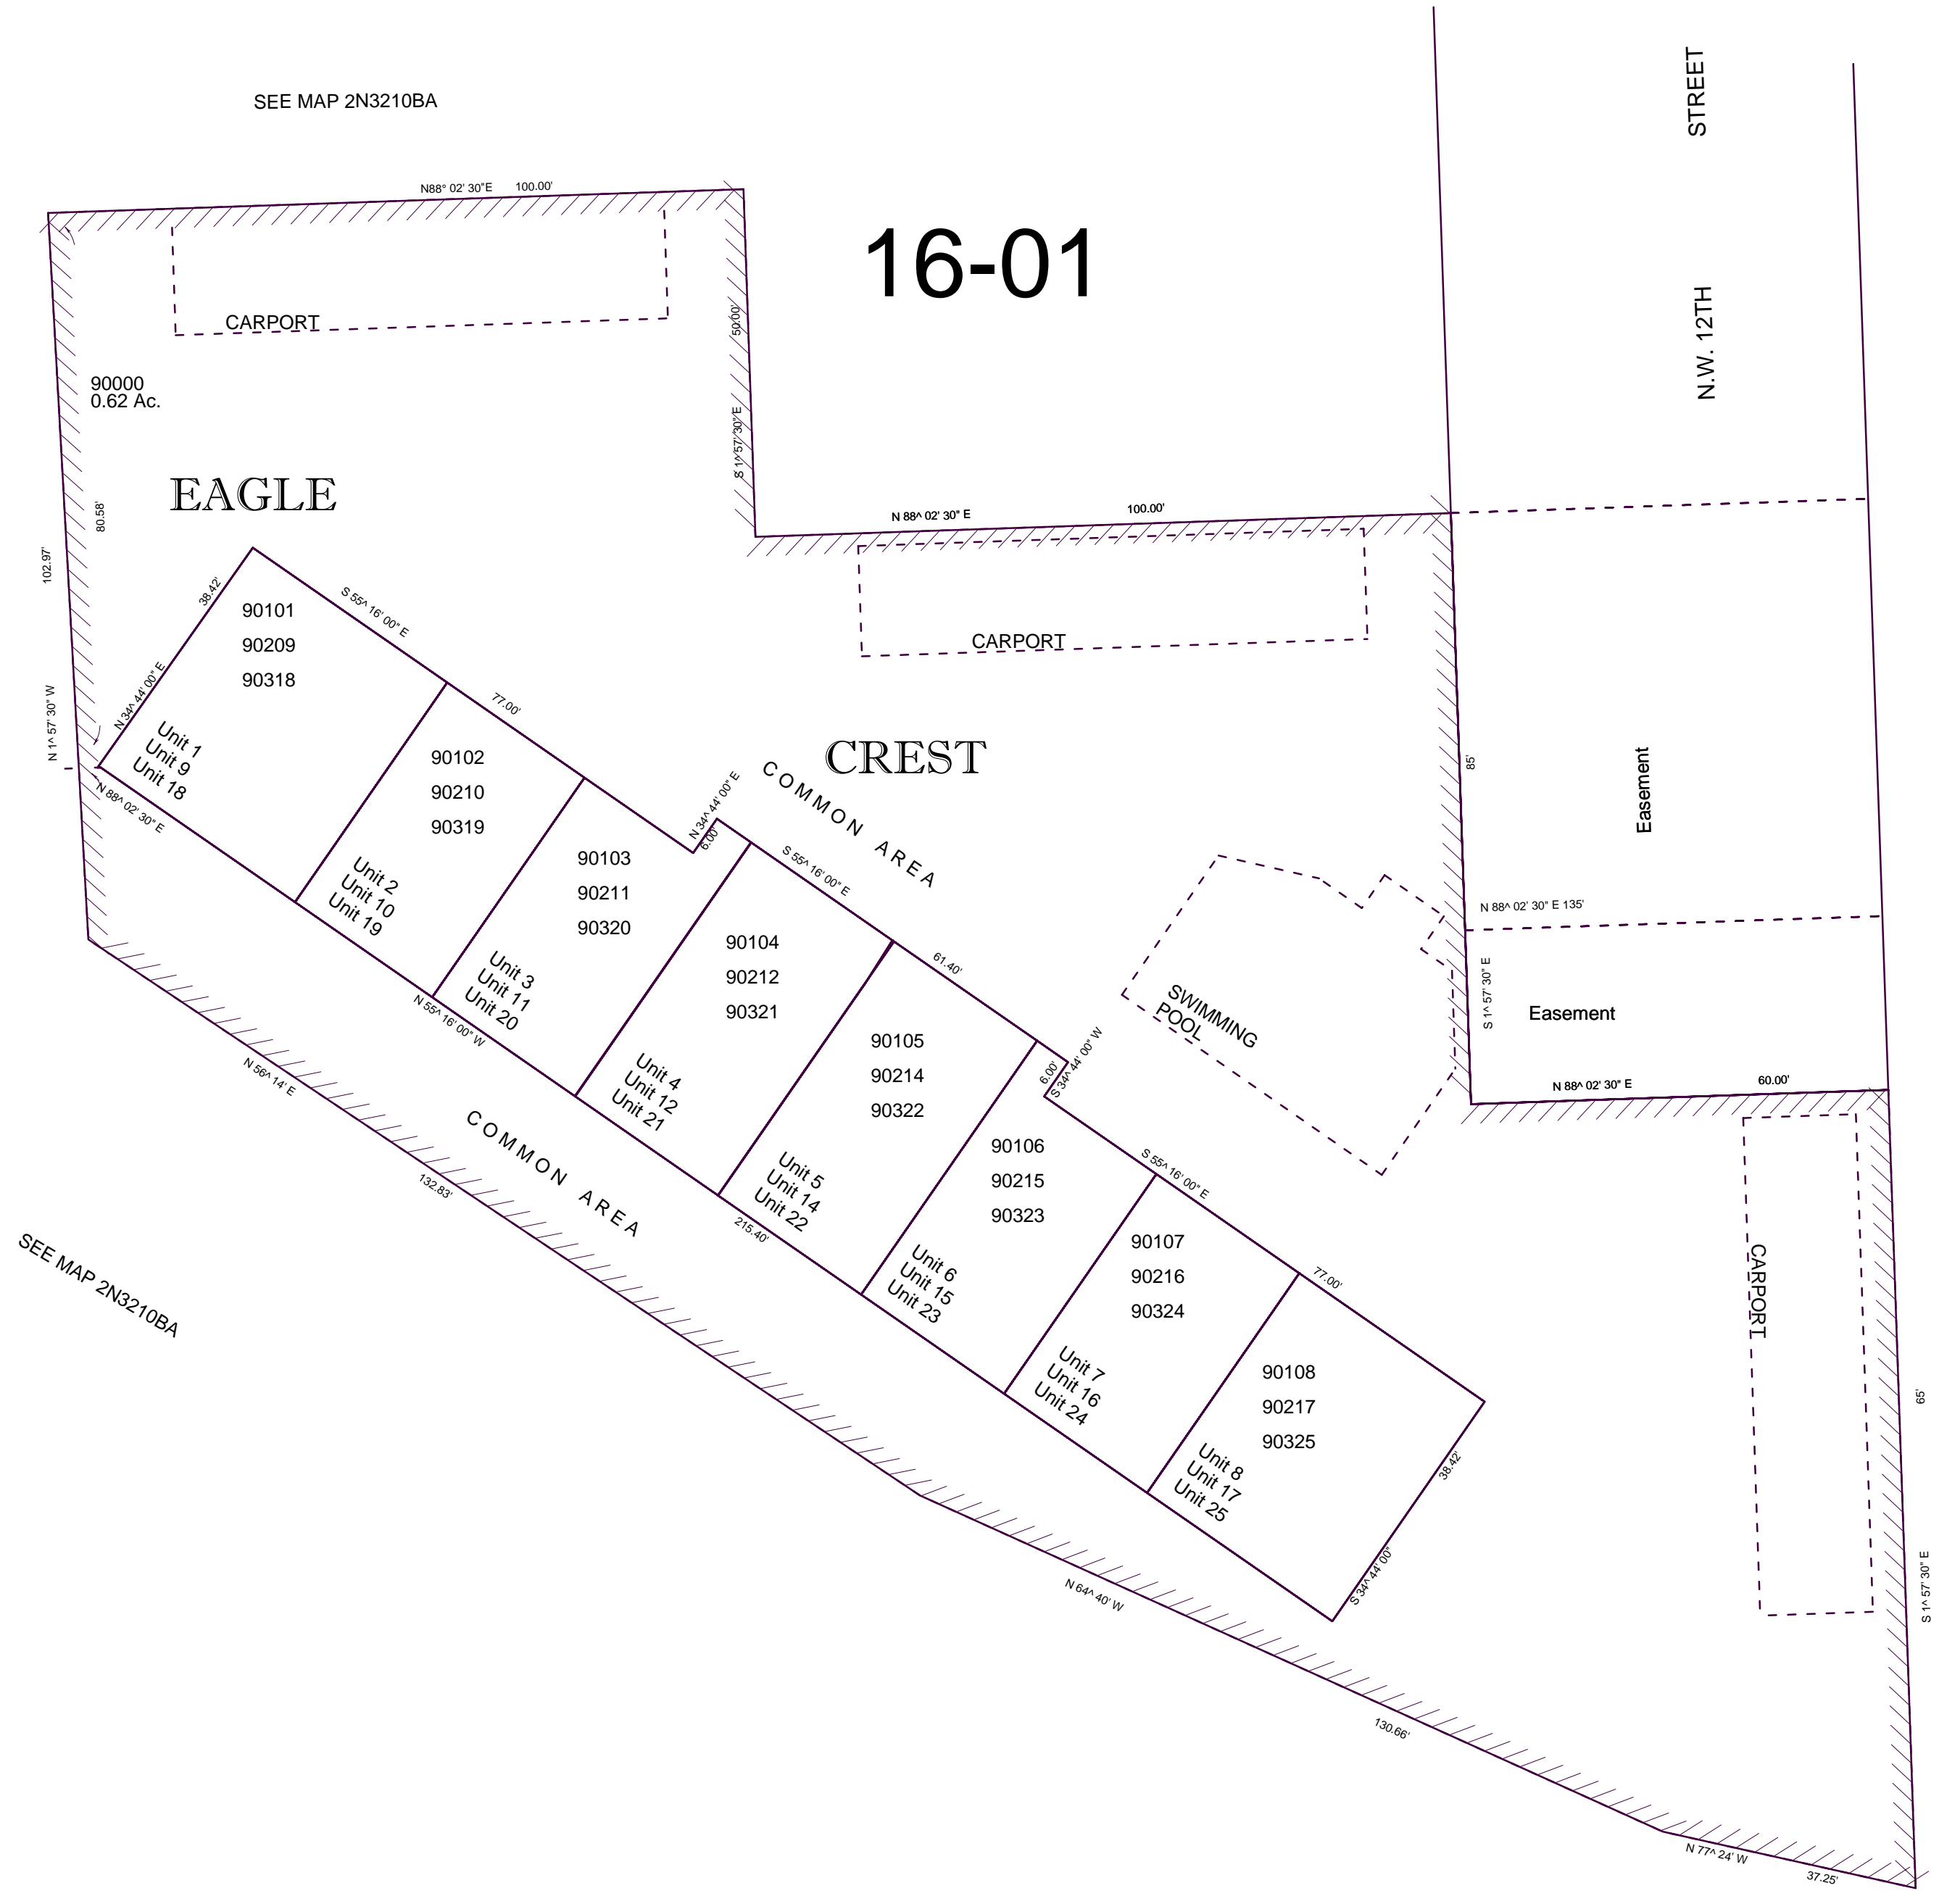 STREET
SEE MAP 2N3210BA
N88° 02' 30"E 100.00'
16-01
50.00'
N.W. 12TH
CARPORT
90000
0.62 Ac.
S 1^ 57' 30" E
EAGLE
80.58'
N 88^ 02' 30" E 100.00'
102.97'
38.42'
S 55^ 16' 00" E
90101
90209
90318
CARPORT
N 34^ 44' 00" E
N 1^ 57' 30" W
77.00'
Unit 1
Unit 9
Unit 18
90102
90210
90319
CREST
85'
Easement
N 88^ 02' 30" E
N 34^ 44' 00" E
6.00'
COMMON AREA
S 55^ 16' 00" E
90103
90211
90320
Unit 2
Unit 10
Unit 19
N 88^ 02' 30" E 135'
90104
90212
90321
61.40'
Unit 3
Unit 11
Unit 20
N 55^ 16' 00" W
S 1^ 57' 30" E
SWIMMING
POOL
Easement
90105
90214
90322
6.00'
S 34^ 44' 00" W
N 56^ 14' E
Unit 4
Unit 12
Unit 21
N 88^ 02' 30" E 60.00'
COMMON AREA
90106
90215
90323
S 55^ 16' 00" E
132.83'
Unit 5
Unit 14
Unit 22
215.40'
90107
90216
90324
77.00'
CARPORT
SEE MAP 2N3210BA
Unit 6
Unit 15
Unit 23
90108
90217
90325
Unit 7
Unit 16
Unit 24
65'
38.42'
Unit 8
Unit 17
Unit 25
S 34^ 44' 00"
N 64^ 40' W
S 1^ 57' 30" E
130.66'
N 77^ 24' W
37.25'